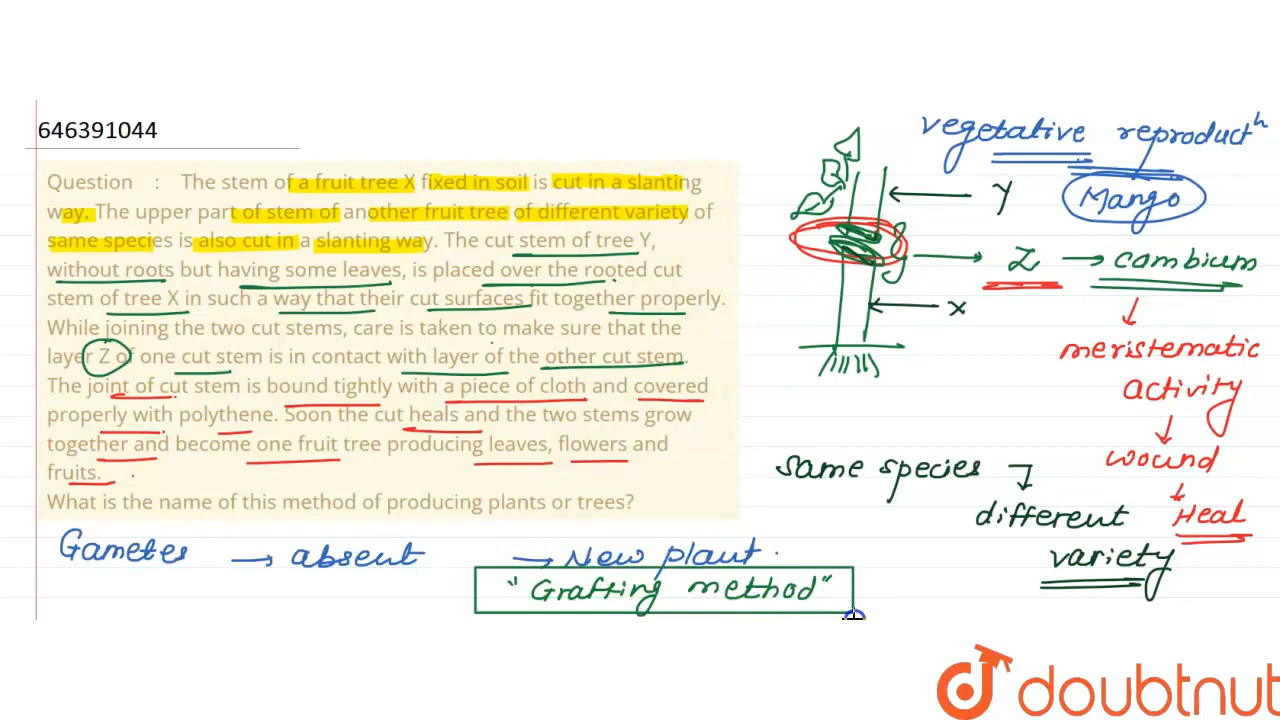 646391044
Question : The stem of a fruit tree X fixed in soil is cut in a slanting
way. The upper part of stem of another fruit tree of different variety of
same species is also cut in a slanting way. The cut stem of tree Y,
without roots but having some leaves, is placed over the rooted cut
stem of tree X in such a way that their cut surfaces fit together properly.
While joining the two cut stems, care is taken to make sure that the
layer Z of one cut stem is in contact with layer of the other cut stem.
The joint of cut stem is bound tightly with a piece of cloth and covered
properly with polythene. Soon the cut heals and the two stems grow
together and become one fruit tree producing leaves, flowers and
fruits.
What is the name of this method of producing plants or trees?
Gametes → absent → New plant.
"Grafting method"
vegetative reproductn
Mango
Y
Z → cambium
X
meristematic
activity
↓
wound
↓
Heal
same species
different
variety
doubtnut